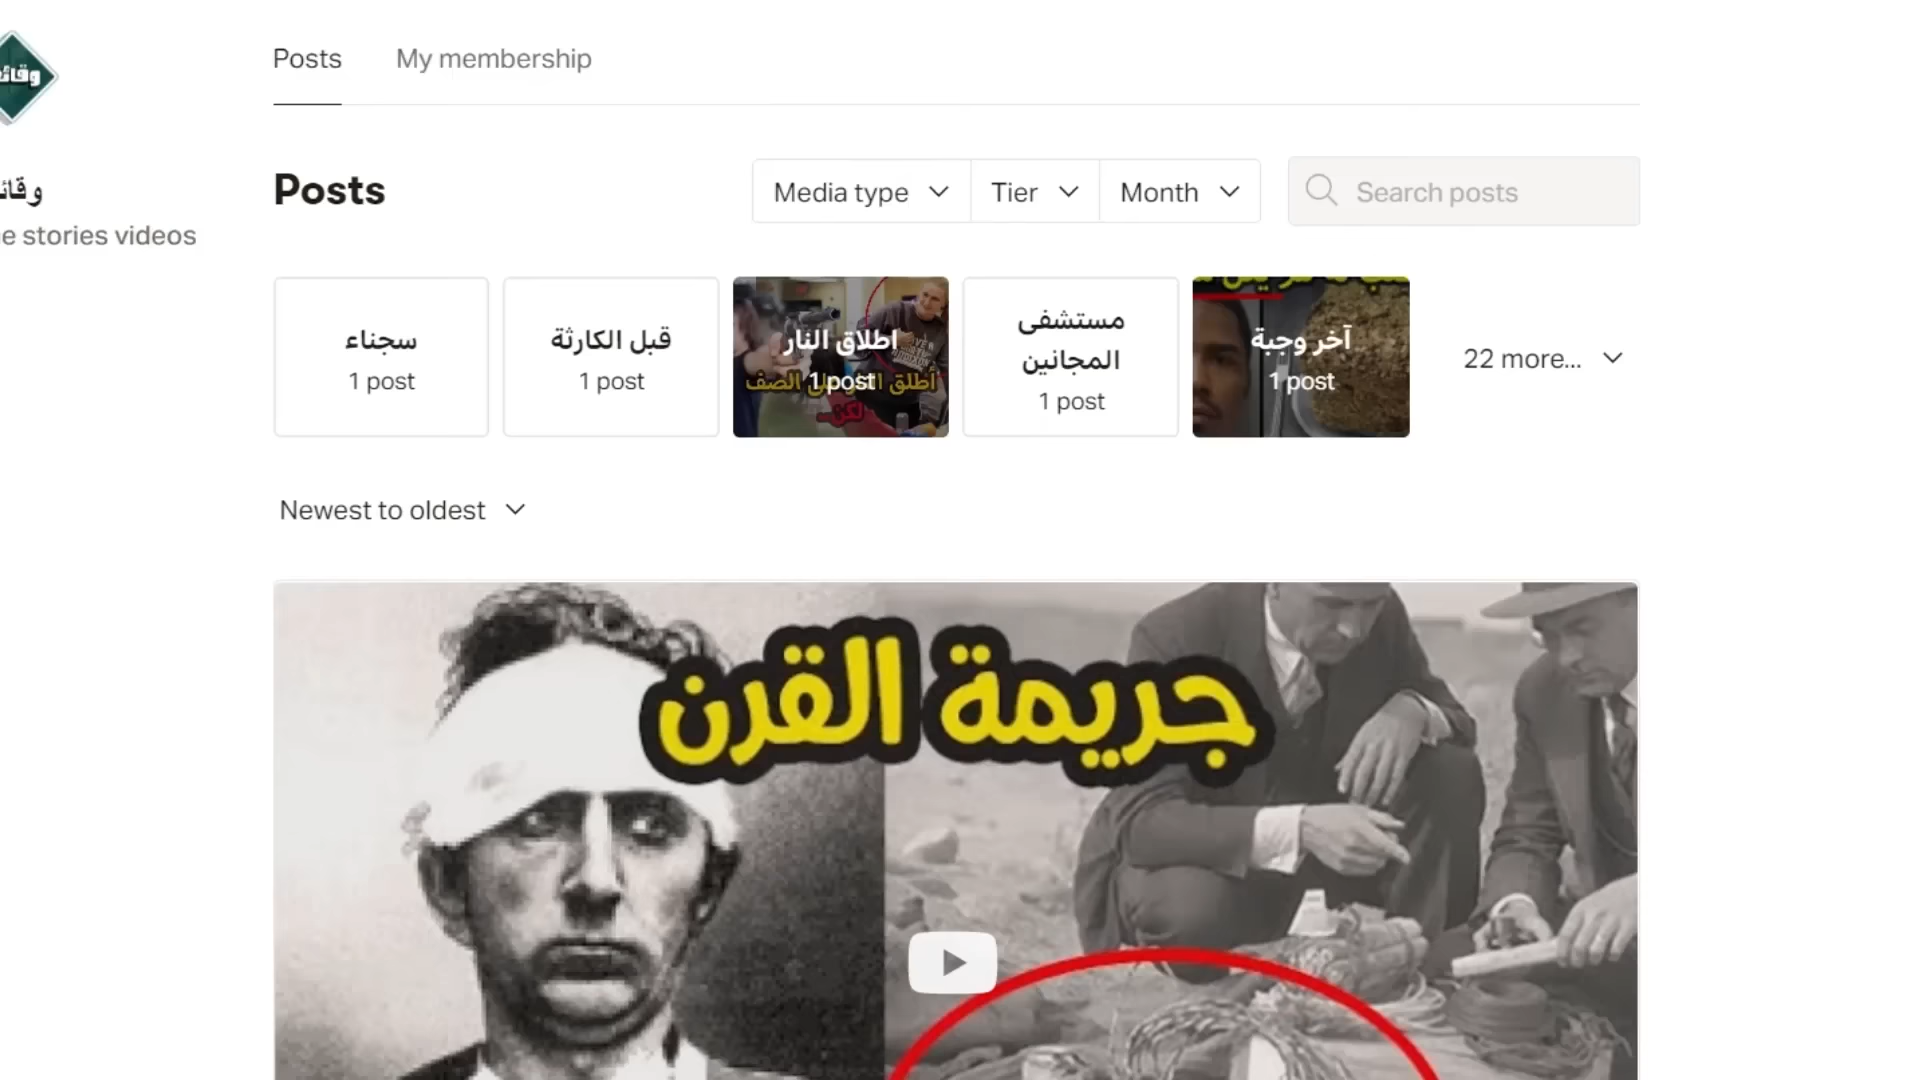 Posts
My membership
Posts
Media type
Tier
Month
Search posts
e stories videos
سجناء
1 post
قبل الكارثة
1 post
اطلاق النار
1 post
مستشفى
المجانين
1 post
آخر وجبة
1 post
22 more...
Newest to oldest
جريمة القرن